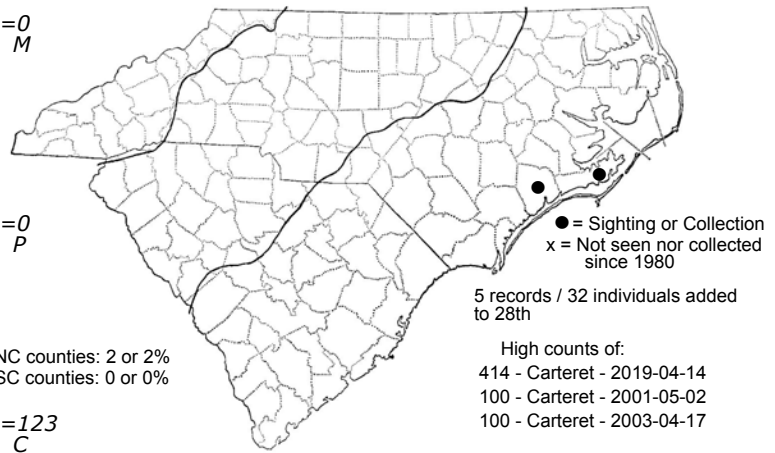 =0
M
=0
P
● = Sighting or Collection
x = Not seen nor collected
since 1980
5 records / 32 individuals added
to 28th
NC counties: 2 or 2%
SC counties: 0 or 0%
High counts of:
414 - Carteret - 2019-04-14
100 - Carteret - 2001-05-02
100 - Carteret - 2003-04-17
=123
C